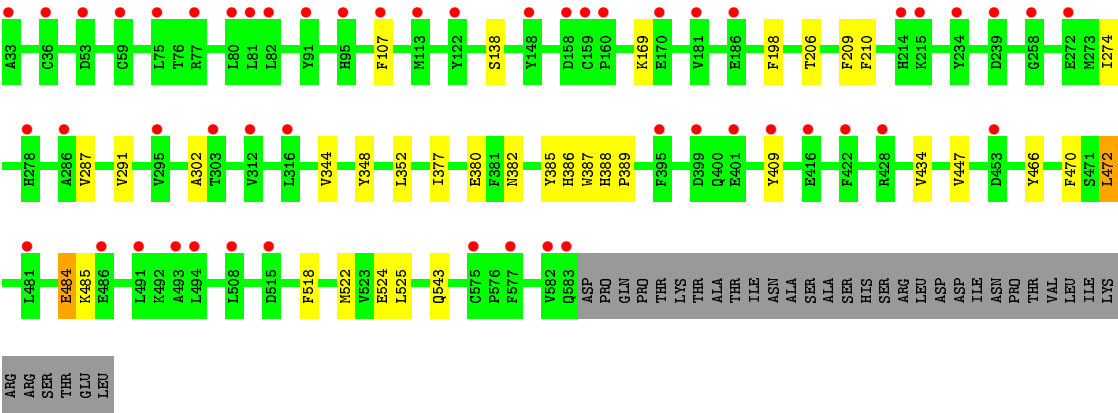 A33 C36 D53 C59 L75 T76 R77 L80 L81 L82 Y91 H95 F107 M113 Y122 S138 Y148 D158 C159 P160 K169 E170 V181 E186 F198 T206 F209 F210 H214 K215 Y234 D239 G258 E272 M273 I274
H278 A286 V287 V291 V295 A302 T303 V312 L316 V344 Y348 L352 I377 E380 F381 N382 Y385 H386 W387 H388 P389 F395 D399 Q400 E401 Y409 E416 F422 R428 V434 V447 D453 Y466 F470 S471 L472
L481 E484 K485 E486 L491 K492 A493 L494 L508 D515 F518 M522 V523 E524 L525 Q543 C575 P576 F577 V582 Q583 ASP PRO GLN PRO THR LYS THR ALA THR ILE ASN ALA SER ALA SER HIS SER ARG LEU ASP ASP ILE ASN PRO THR VAL LEU ILE LYS
ARG ARG SER THR GLU LEU